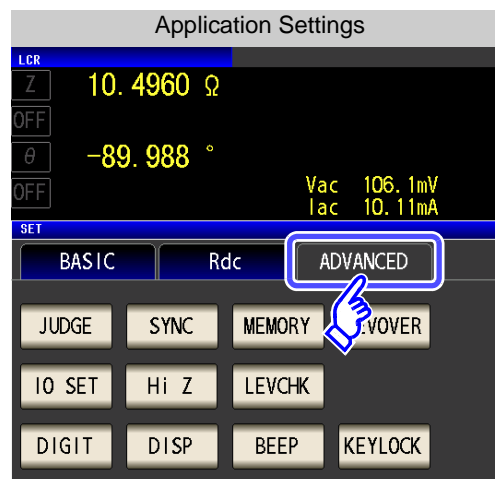 Application Settings
LCR
Z 10.4960 Ω
OFF
θ -89.988 °
OFF
Vac 106.1mV
Iac 10.11mA
SET
BASIC Rdc ADVANCED
JUDGE SYNC MEMORY VOVER
IO SET Hi Z LEVCHK
DIGIT DISP BEEP KEYLOCK